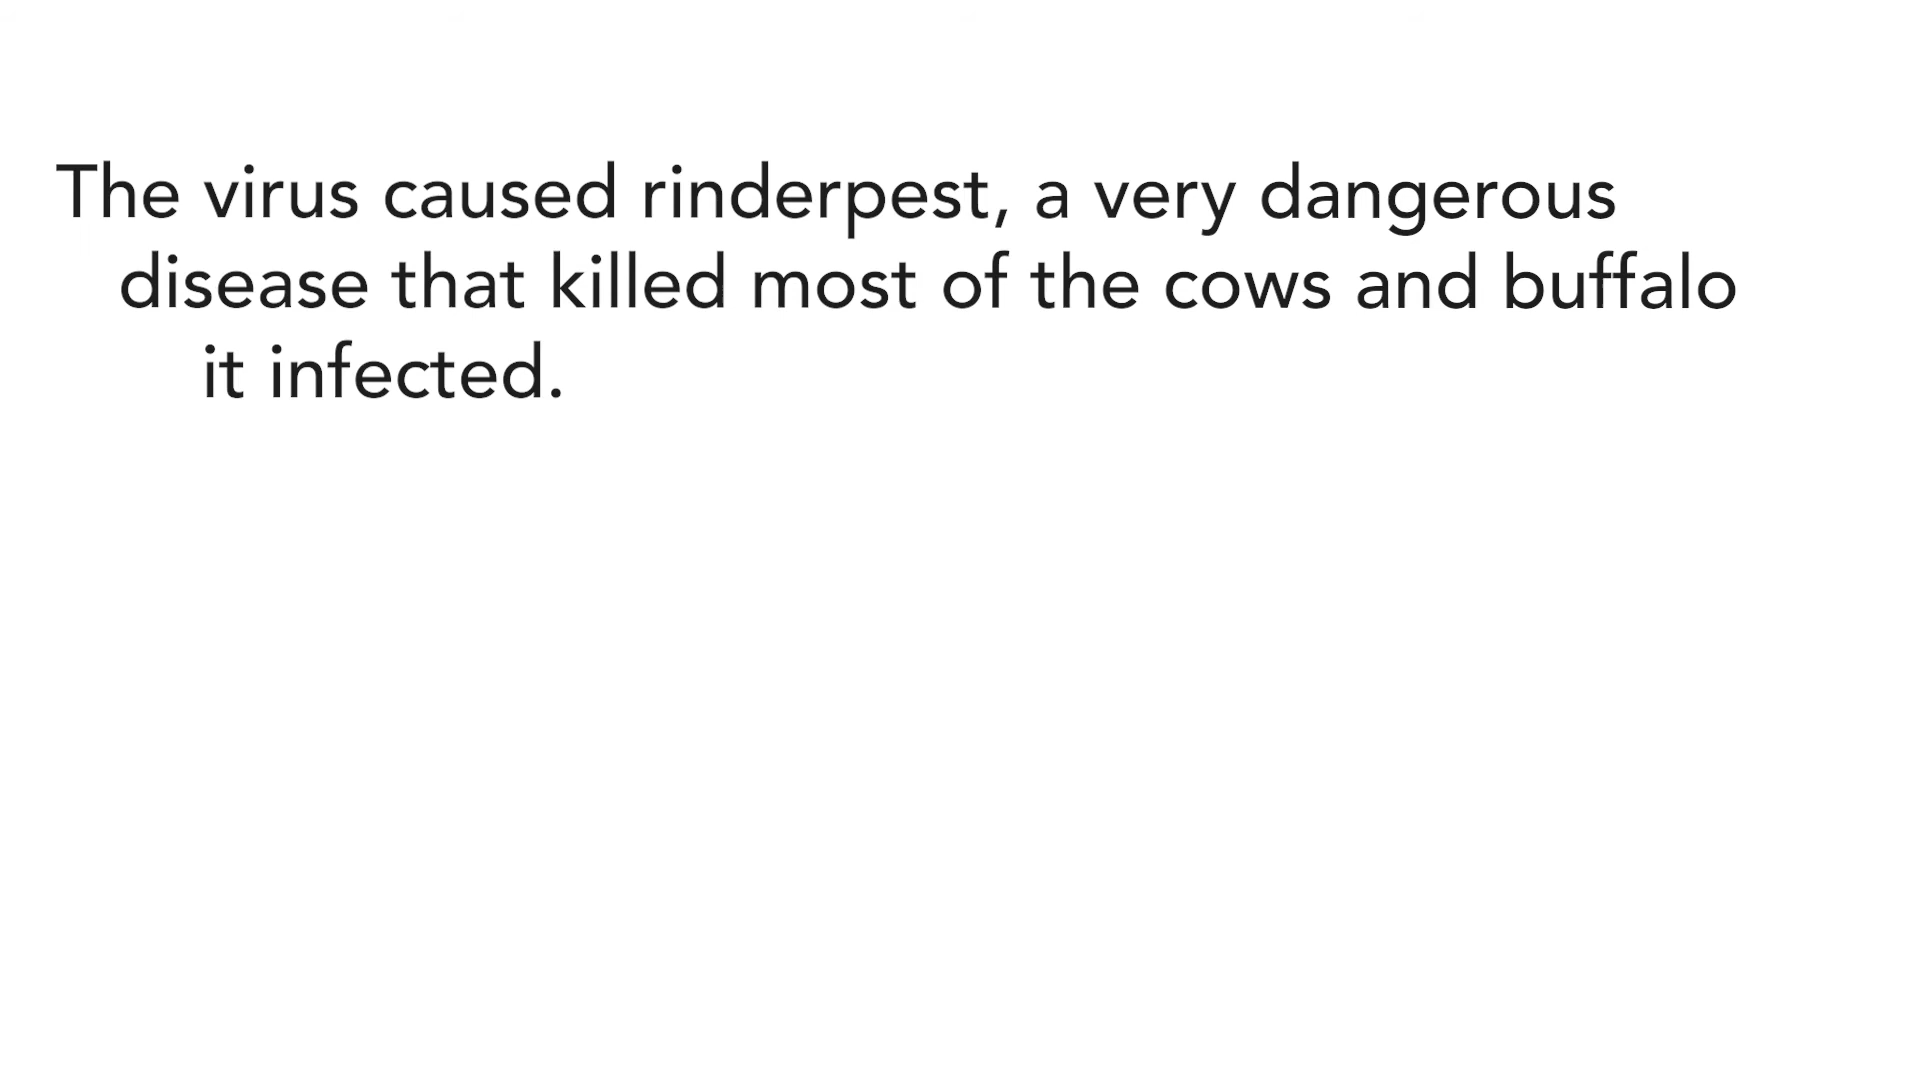 The virus caused rinderpest, a very dangerous
disease that killed most of the cows and buffalo
it infected.